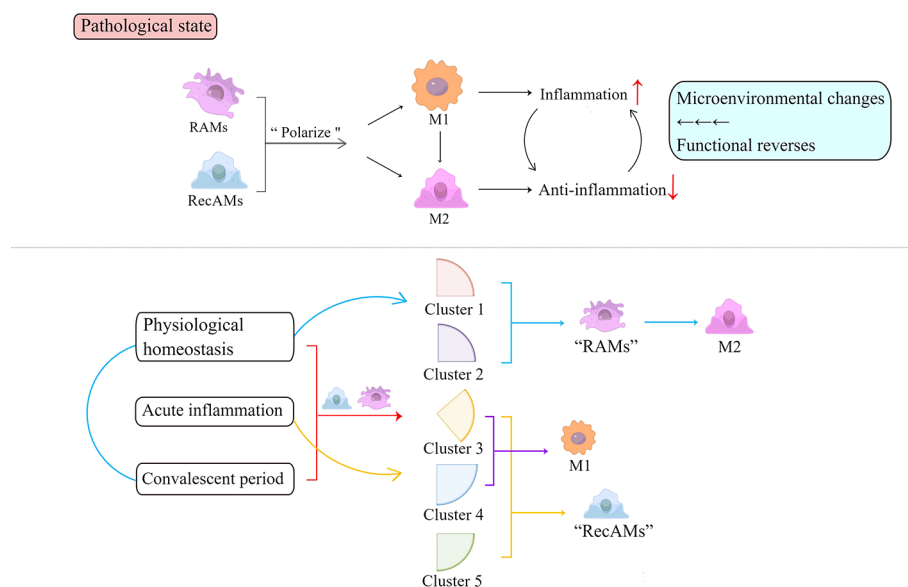 Pathological state
RAMs
RecAMs
“ Polarize "
M1
M2
Inflammation
Anti-inflammation
Microenvironmental changes
←←←
Functional reverses
Physiological
homeostasis
Acute inflammation
Convalescent period
Cluster 1
Cluster 2
Cluster 3
Cluster 4
Cluster 5
“RAMs”
M2
M1
“RecAMs”